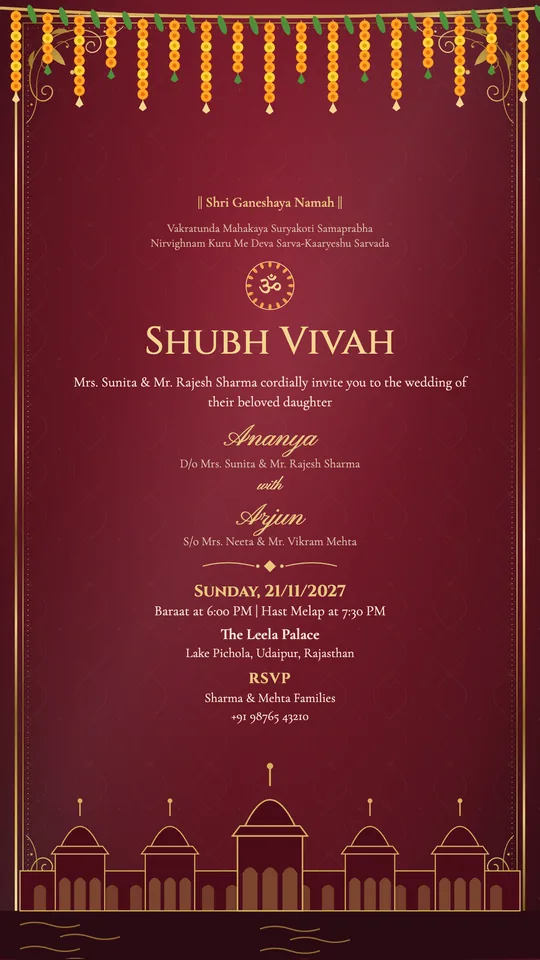 || Shri Ganeshaya Namah ||
Vakratunda Mahakaya Suryakoti Samaprabha
Nirvighnam Kuru Me Deva Sarva-Kaaryeshu Sarvada
ॐ
Shubh Vivah
Mrs. Sunita & Mr. Rajesh Sharma cordially invite you to the wedding of
their beloved daughter
Ananya
D/o Mrs. Sunita & Mr. Rajesh Sharma
with
Arjun
S/o Mrs. Neeta & Mr. Vikram Mehta
Sunday, 21/11/2027
Baraat at 6:00 PM | Hast Melap at 7:30 PM
The Leela Palace
Lake Pichola, Udaipur, Rajasthan
RSVP
Sharma & Mehta Families
+91 98765 43210